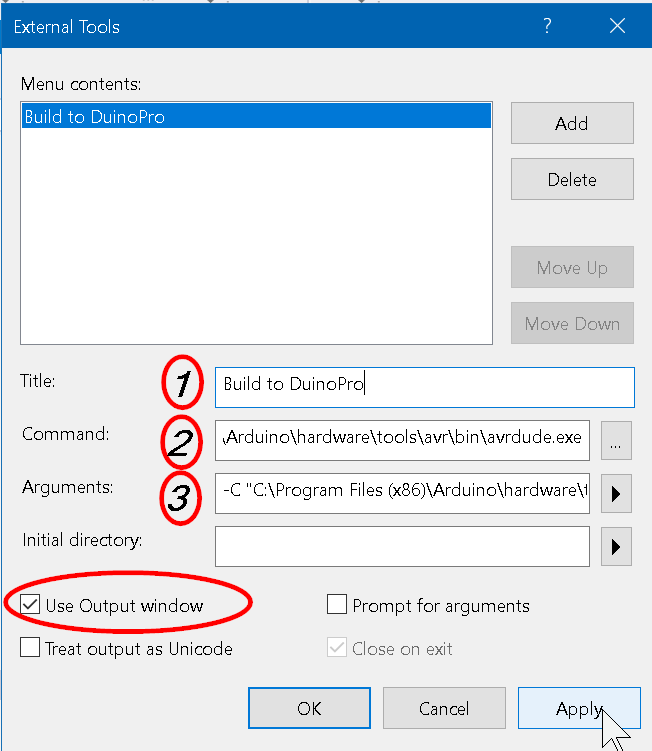 External Tools
?
Menu contents:
Build to DuinoPro
Add
Delete
Move Up
Move Down
Title:
1
Build to DuinoPro
Command:
2
\Arduino\hardware\tools\avr\bin\avrdude.exe
...
Arguments:
3
-C "C:\Program Files (x86)\Arduino\hardware\t
Initial directory:
Use Output window
Prompt for arguments
Treat output as Unicode
Close on exit
OK
Cancel
Apply